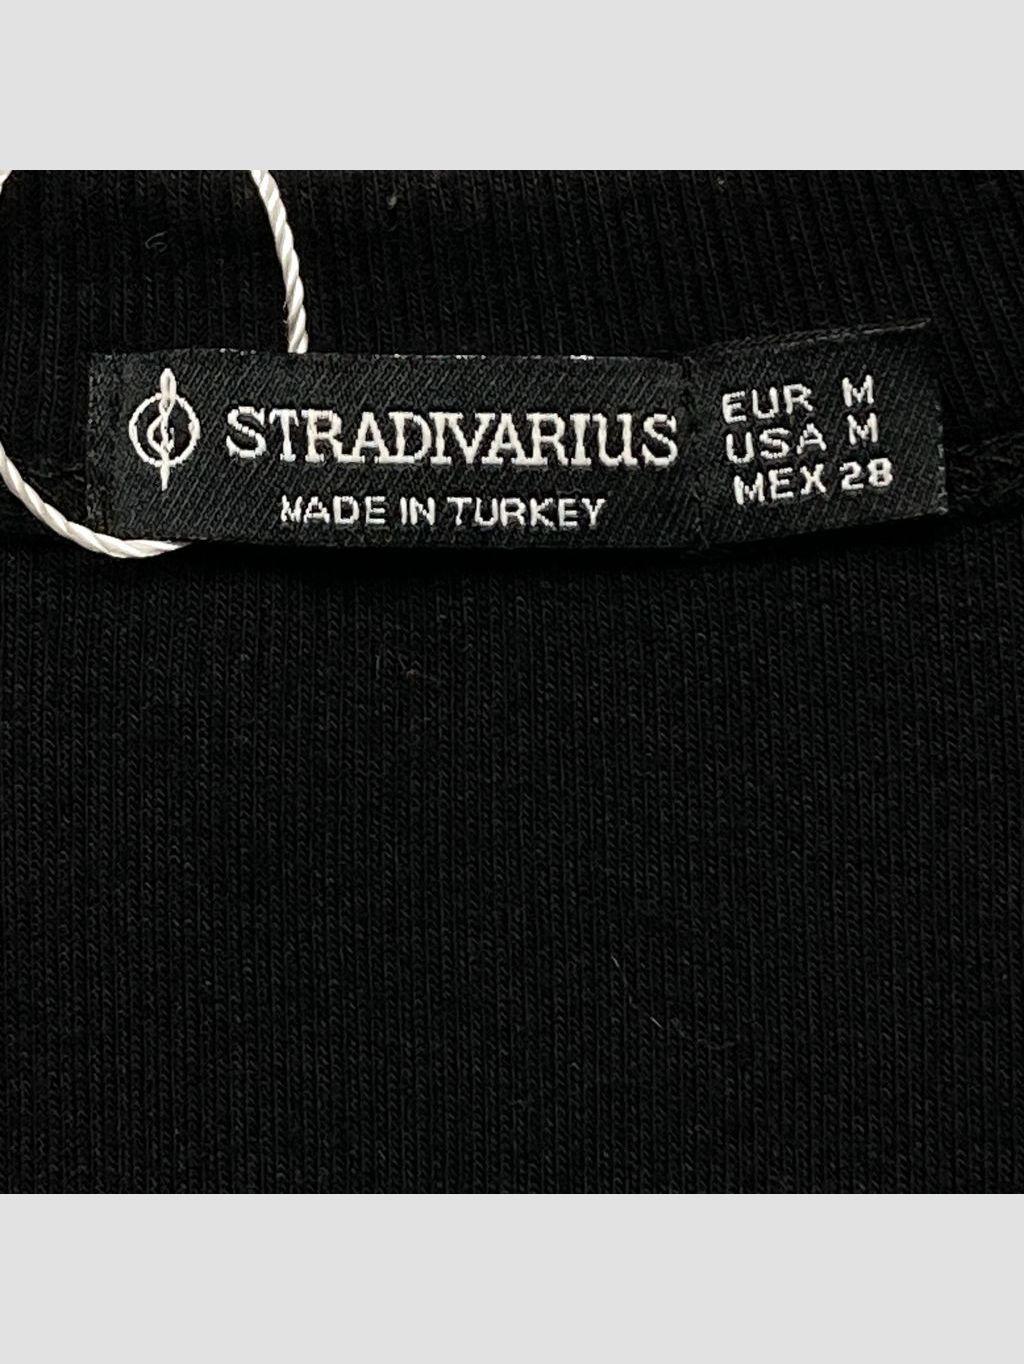 STRADIVARIUS
MADE IN TURKEY
EUR M
USA M
MEX 28